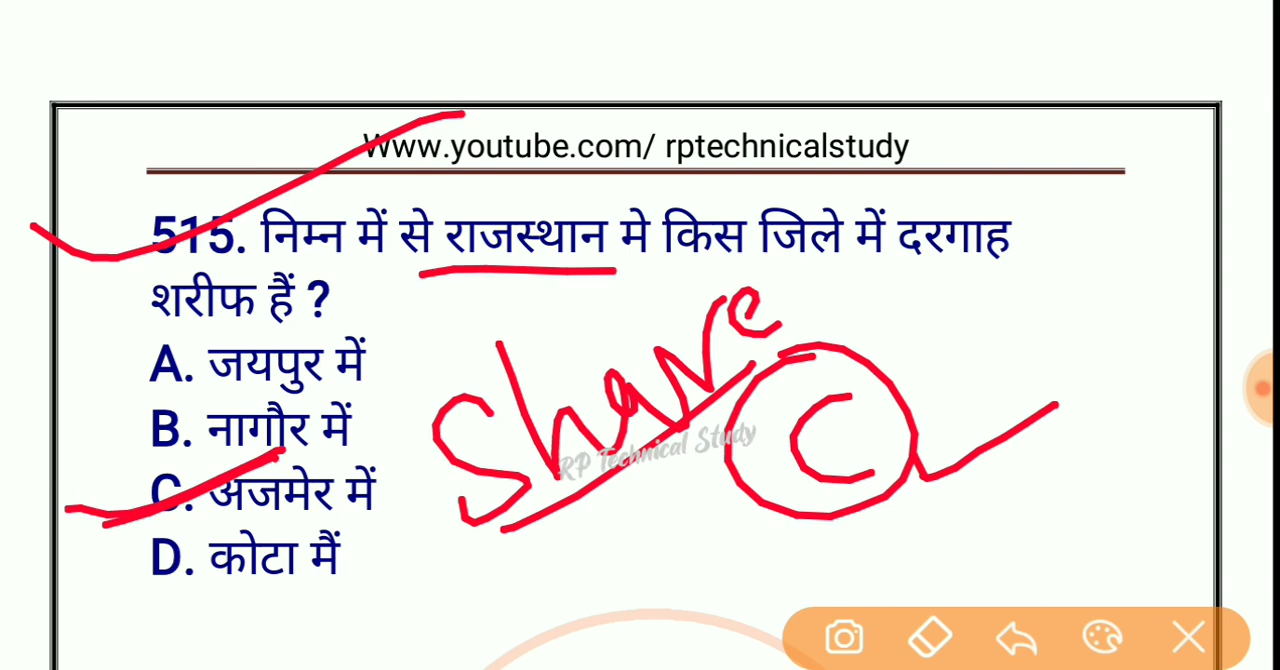 Www.youtube.com/ rptechnicalstudy
515. निम्न में से राजस्थान मे किस जिले में दरगाह
शरीफ हैं ?
A. जयपुर में
B. नागौर में
C. अजमेर में
D. कोटा मैं
Share
C
RP Technical Study